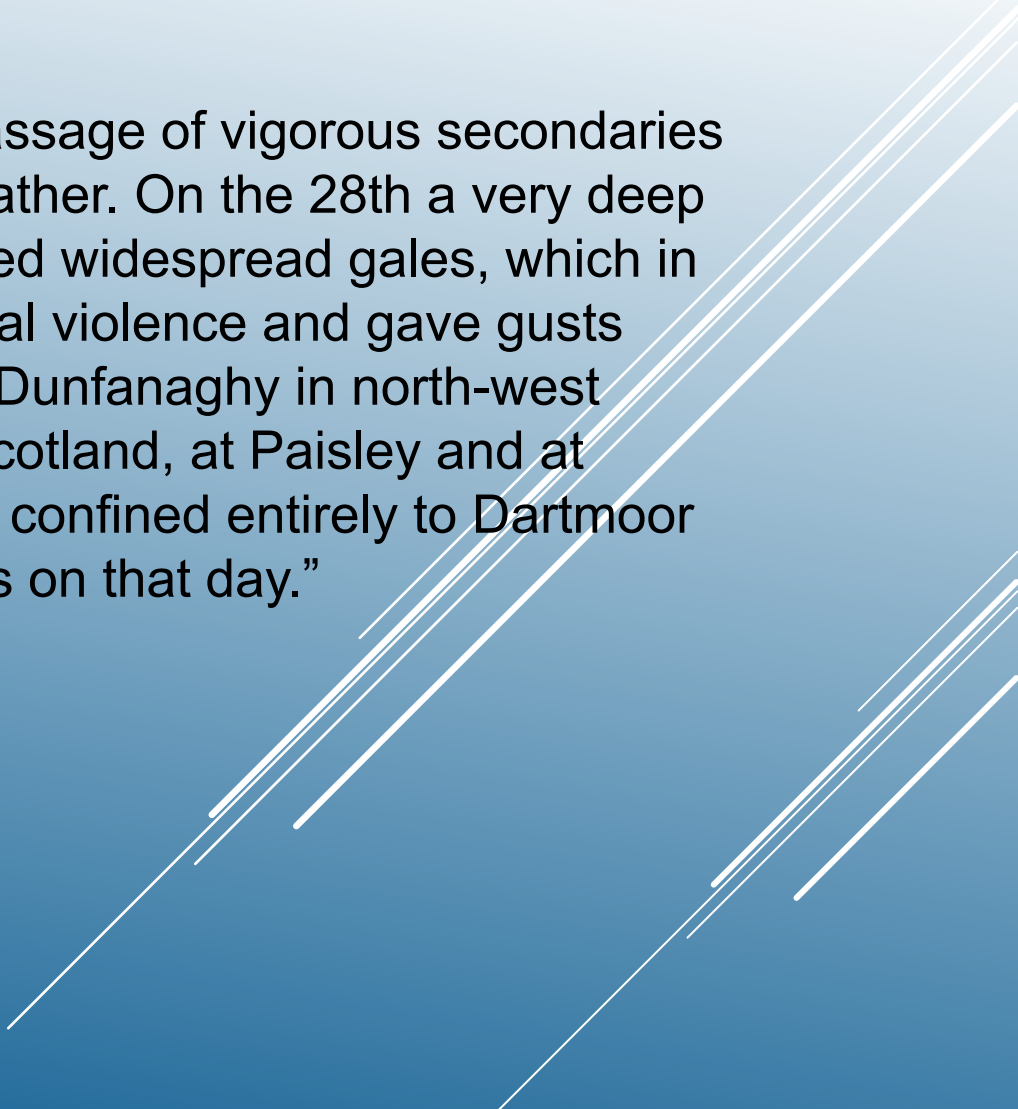 assage of vigorous secondaries
ather. On the 28th a very deep
ed widespread gales, which in
al violence and gave gusts
Dunfanaghy in north-west
cotland, at Paisley and at
confined entirely to Dartmoor
s on that day.”